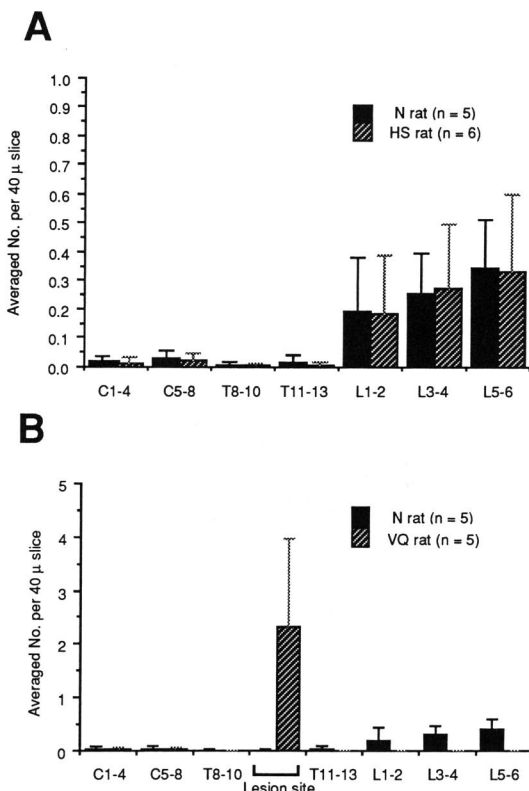 A
Averaged No. per 40 μ slice
1.0
0.9
0.8
0.7
0.6
0.5
0.4
0.3
0.2
0.1
0.0
N rat (n = 5)
HS rat (n = 6)
C1-4 C5-8 T8-10 T11-13 L1-2 L3-4 L5-6
B
Averaged No. per 40 μ slice
5
4
3
2
1
0
N rat (n = 5)
VQ rat (n = 5)
C1-4 C5-8 T8-10 T11-13 L1-2 L3-4 L5-6
Lesion site